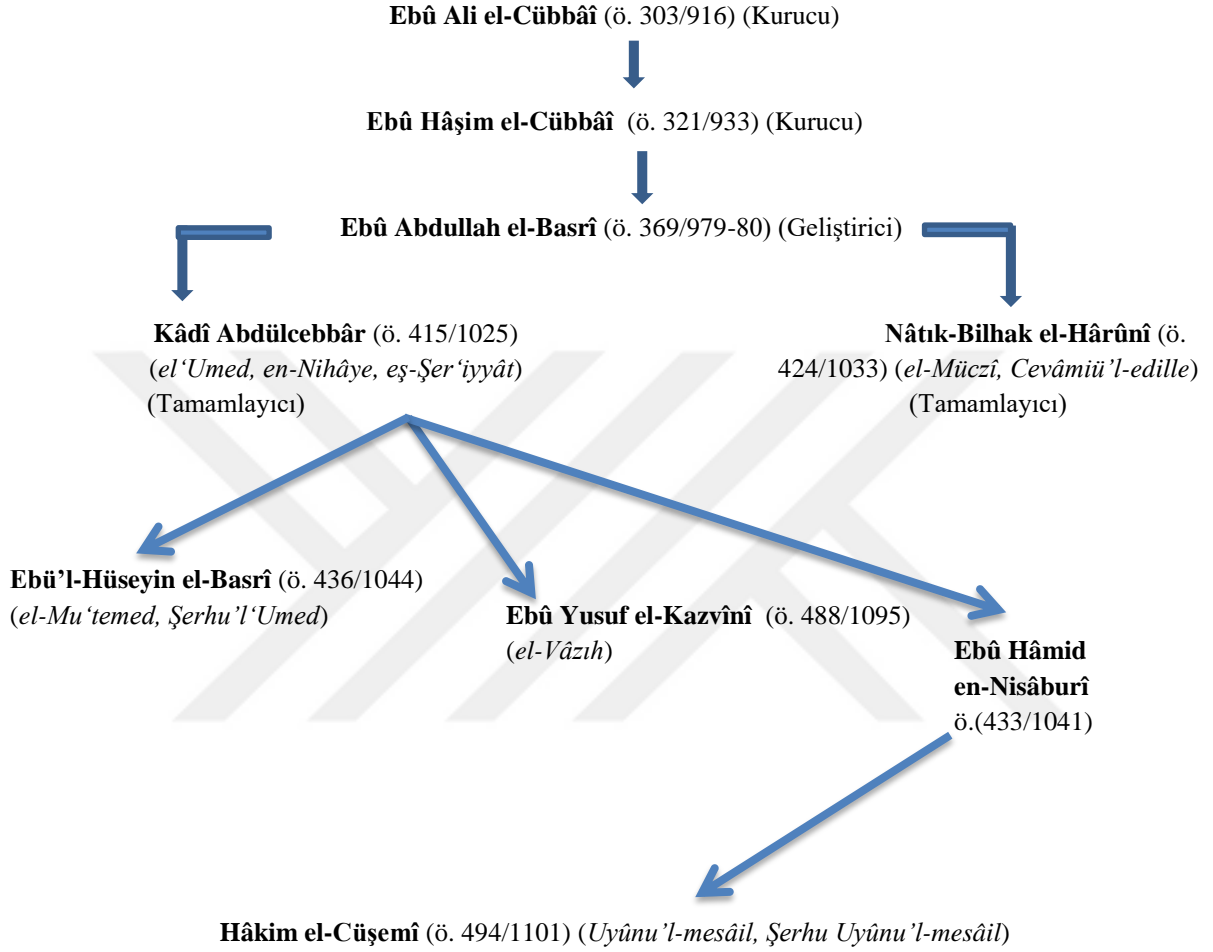 Ebû Ali el-Cübbâî (ö. 303/916) (Kurucu)
Ebû Hâşim el-Cübbâî (ö. 321/933) (Kurucu)
Ebû Abdullah el-Basrî (ö. 369/979-80) (Geliştirici)
Kâdî Abdülcebbâr (ö. 415/1025)
(el‘Umed, en-Nihâye, eş-Şer‘iyyât)
(Tamamlayıcı)
Nâtık-Bilhak el-Hârûnî (ö.
424/1033) (el-Müczî, Cevâmiü’l-edille)
(Tamamlayıcı)
Ebü’l-Hüseyin el-Basrî (ö. 436/1044)
(el-Mu‘temed, Şerhu’l‘Umed)
Ebû Yusuf el-Kazvînî (ö. 488/1095)
(el-Vâzıh)
Ebû Hâmid
en-Nisâburî
ö.(433/1041)
Hâkim el-Cüşemî (ö. 494/1101) (Uyûnu’l-mesâil, Şerhu Uyûnu’l-mesâil)